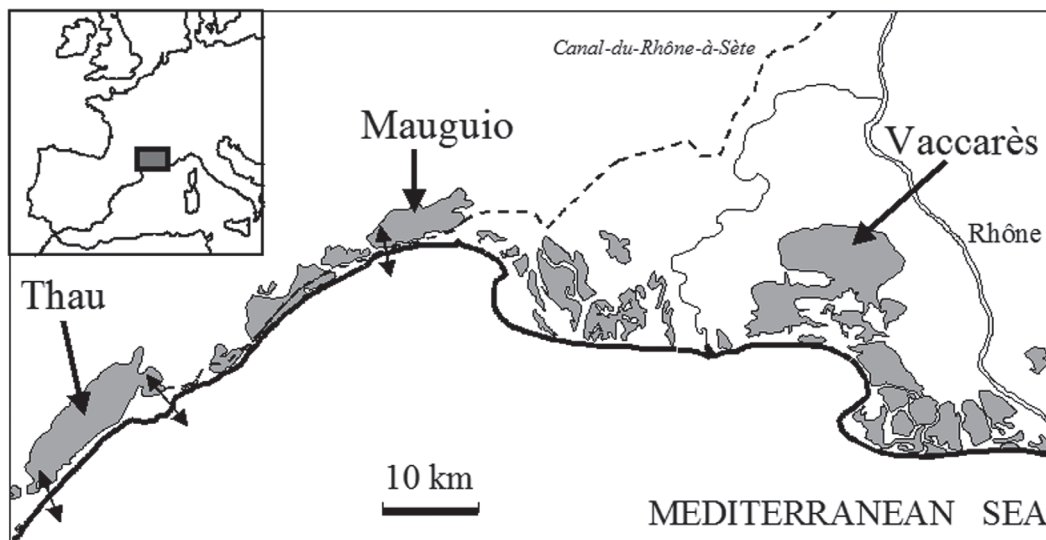 Canal-du-Rhône-à-Sète
Mauguio
Vaccarès
Rhône
Thau
10 km
MEDITERRANEAN SEA